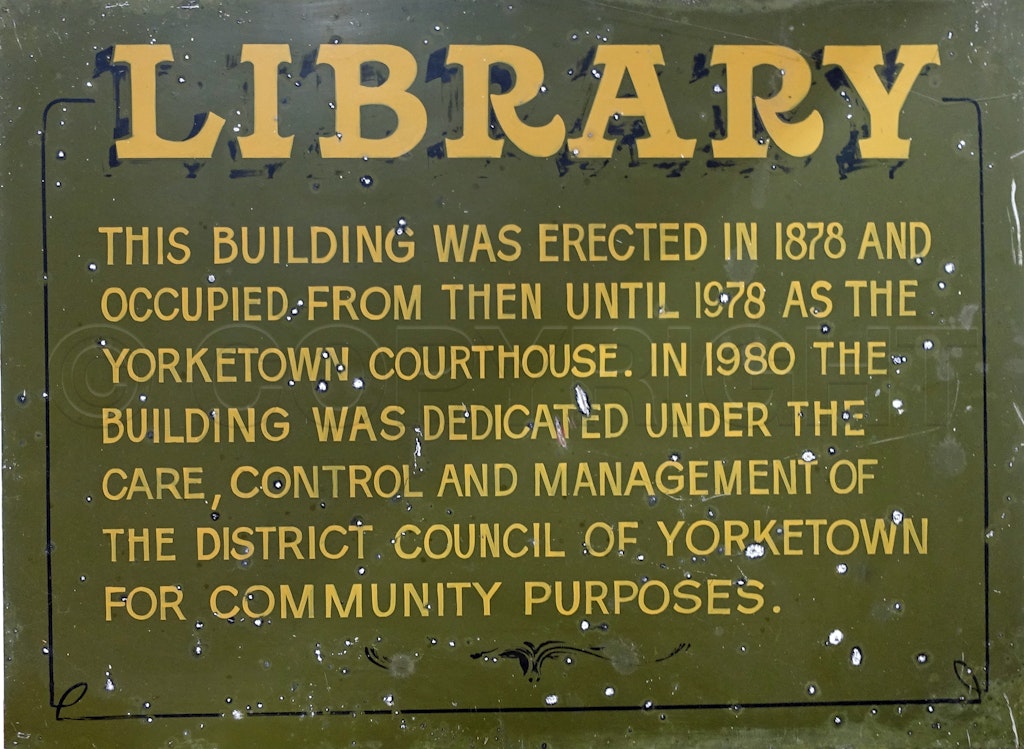 LIBRARY
THIS BUILDING WAS ERECTED IN 1878 AND
OCCUPIED FROM THEN UNTIL 1978 AS THE
YORKETOWN COURTHOUSE. IN 1980 THE
BUILDING WAS DEDICATED UNDER THE
CARE, CONTROL AND MANAGEMENT OF
THE DISTRICT COUNCIL OF YORKETOWN
FOR COMMUNITY PURPOSES.
© COPYRIGHT